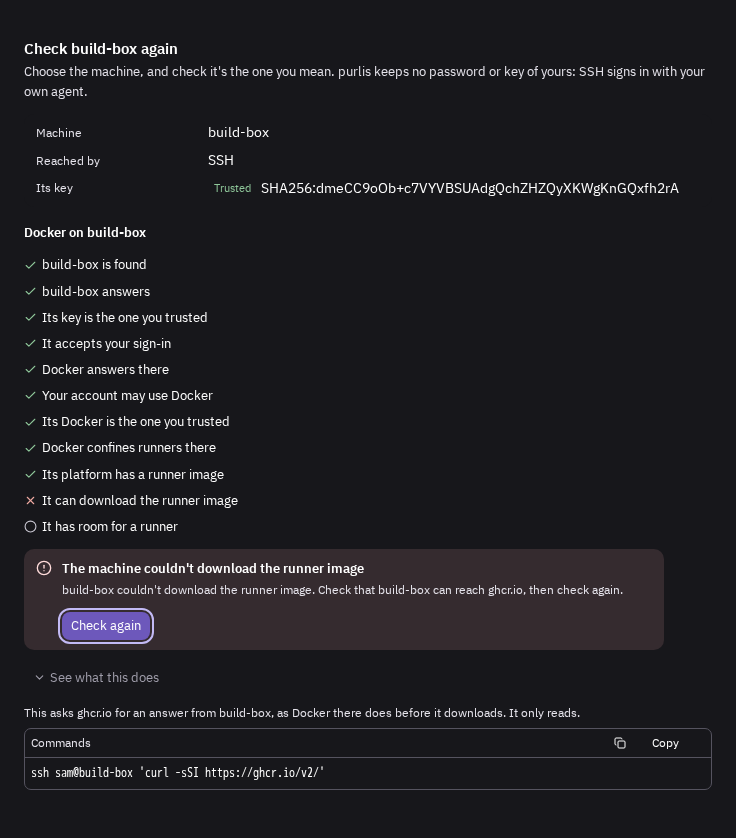 Check build-box again
Choose the machine, and check it's the one you mean. purlis keeps no password or key of yours: SSH signs in with your
own agent.
Machine build-box
Reached by SSH
Its key Trusted SHA256:dmeCC9oOb+c7VYVBSUAdgQchZHZQyXKWgKnGQxfh2rA
Docker on build-box
build-box is found
build-box answers
Its key is the one you trusted
It accepts your sign-in
Docker answers there
Your account may use Docker
Its Docker is the one you trusted
Docker confines runners there
Its platform has a runner image
It can download the runner image
It has room for a runner
The machine couldn't download the runner image
build-box couldn't download the runner image. Check that build-box can reach ghcr.io, then check again.
Check again
See what this does
This asks ghcr.io for an answer from build-box, as Docker there does before it downloads. It only reads.
Commands Copy
ssh sam@build-box 'curl -sSI https://ghcr.io/v2/'